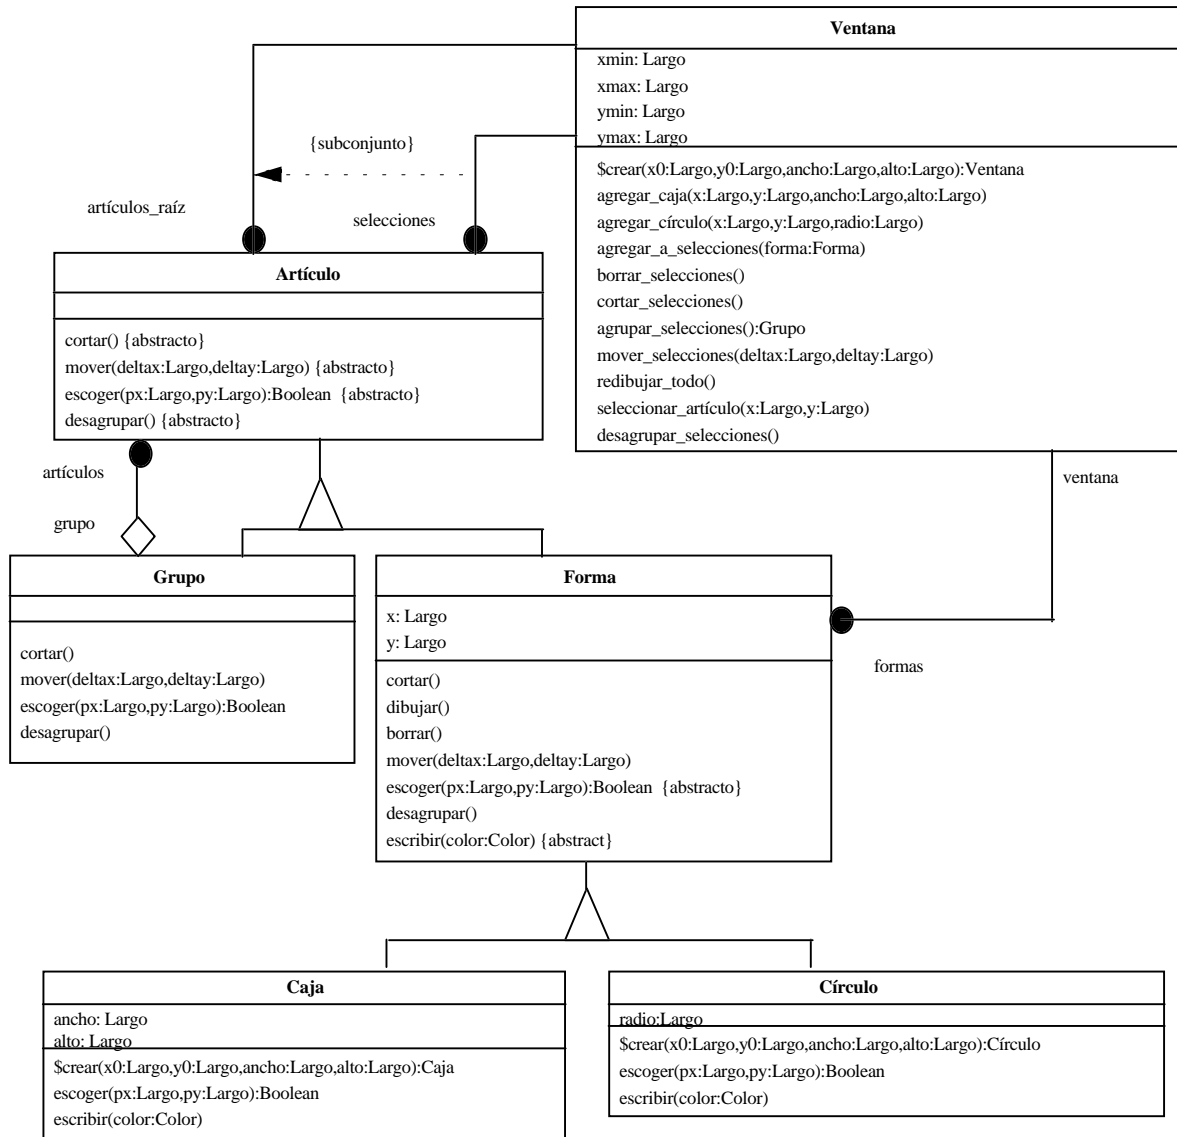 Ventana
xmin: Largo
xmax: Largo
ymin: Largo
ymax: Largo
$crear(x0:Largo,y0:Largo,ancho:Largo,alto:Largo):Ventana
agregar_caja(x:Largo,y:Largo,ancho:Largo,alto:Largo)
agregar_círculo(x:Largo,y:Largo,radio:Largo)
agregar_a_selecciones(forma:Forma)
borrar_selecciones()
cortar_selecciones()
agrupar_selecciones():Grupo
mover_selecciones(deltax:Largo,deltay:Largo)
redibujar_todo()
seleccionar_artículo(x:Largo,y:Largo)
desagrupar_selecciones()
{subconjunto}
artículos_raíz
selecciones
Artículo
cortar() {abstracto}
mover(deltax:Largo,deltay:Largo) {abstracto}
escoger(px:Largo,py:Largo):Boolean {abstracto}
desagrupar() {abstracto}
artículos
grupo
ventana
formas
Grupo
cortar()
mover(deltax:Largo,deltay:Largo)
escoger(px:Largo,py:Largo):Boolean
desagrupar()
Forma
x: Largo
y: Largo
cortar()
dibujar()
borrar()
mover(deltax:Largo,deltay:Largo)
escoger(px:Largo,py:Largo):Boolean {abstracto}
desagrupar()
escribir(color:Color) {abstract}
Caja
ancho: Largo
alto: Largo
$crear(x0:Largo,y0:Largo,ancho:Largo,alto:Largo):Caja
escoger(px:Largo,py:Largo):Boolean
escribir(color:Color)
Círculo
radio:Largo
$crear(x0:Largo,y0:Largo,ancho:Largo,alto:Largo):Círculo
escoger(px:Largo,py:Largo):Boolean
escribir(color:Color)